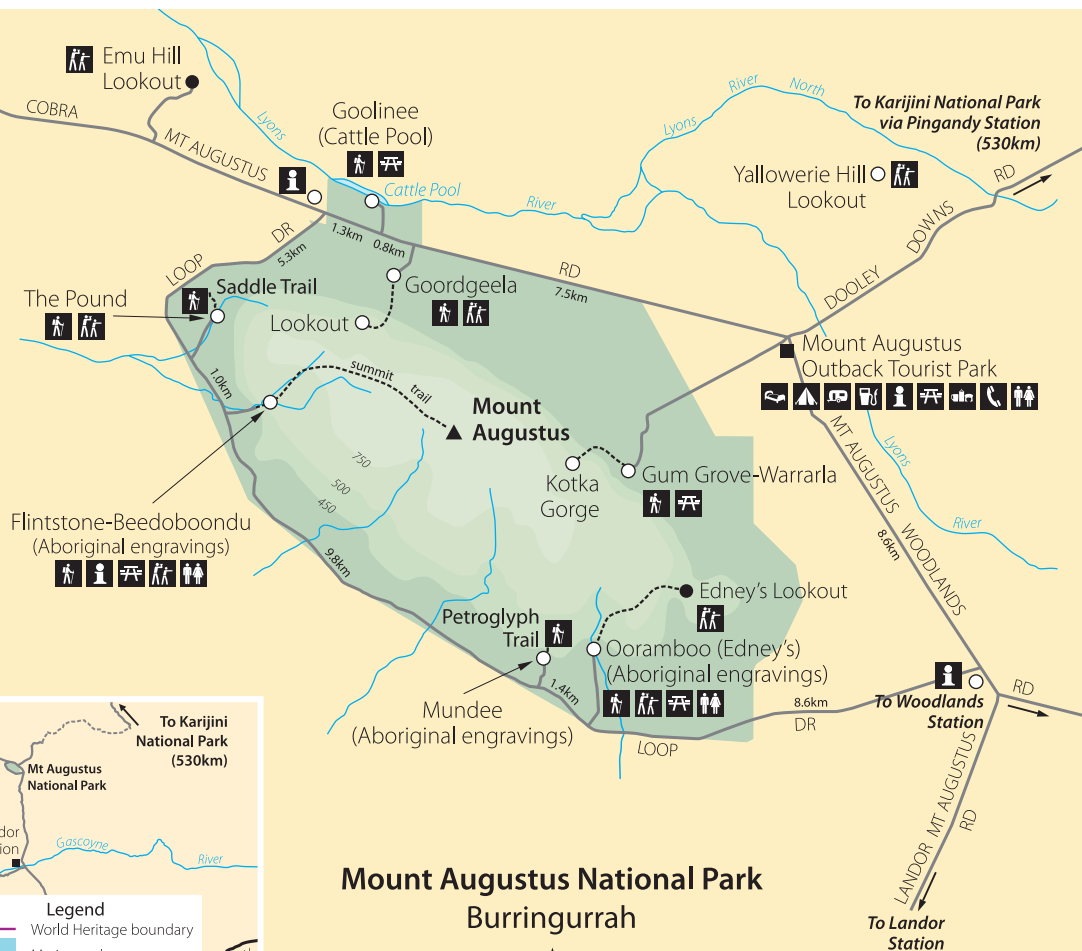 Emu Hill
Lookout
COBRA
MT AUGUSTUS
RD
Lyons
River
Goolinee
(Cattle Pool)
Cattle Pool
Lyons
River
North
To Karijini National Park
via Pingandy Station
(530km)
Yallowerie Hill
Lookout
DOOLEY
DOWNS
RD
LOOP
DR
5.3km
1.3km
0.8km
7.5km
The Pound
Saddle Trail
Goordgeela
Lookout
1.0km
summit
trail
Mount
Augustus
Mount Augustus
Outback Tourist Park
Lyons
River
MT AUGUSTUS
WOODLANDS
RD
8.6km
750
500
450
Kotka
Gorge
Gum Grove-Warrarla
Flintstone-Beedoboondu
(Aboriginal engravings)
9.8km
Edney's Lookout
Petroglyph
Trail
Ooramboo (Edney's)
(Aboriginal engravings)
Mundee
(Aboriginal engravings)
1.4km
LOOP
DR
8.6km
To Woodlands
Station
LANDOR MT AUGUSTUS
RD
To Landor
Station
To Karijini
National Park
(530km)
Mt Augustus
National Park
dor
ion
Gascoyne
River
Legend
World Heritage boundary
Mount Augustus National Park
Burringurrah